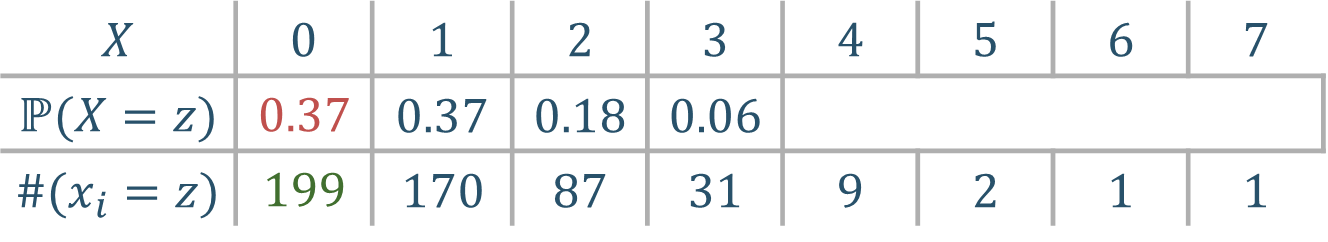 X 0 1 2 3 4 5 6 7
ℙ(X = z) 0.37 0.37 0.18 0.06
#(xᵢ = z) 199 170 87 31 9 2 1 1